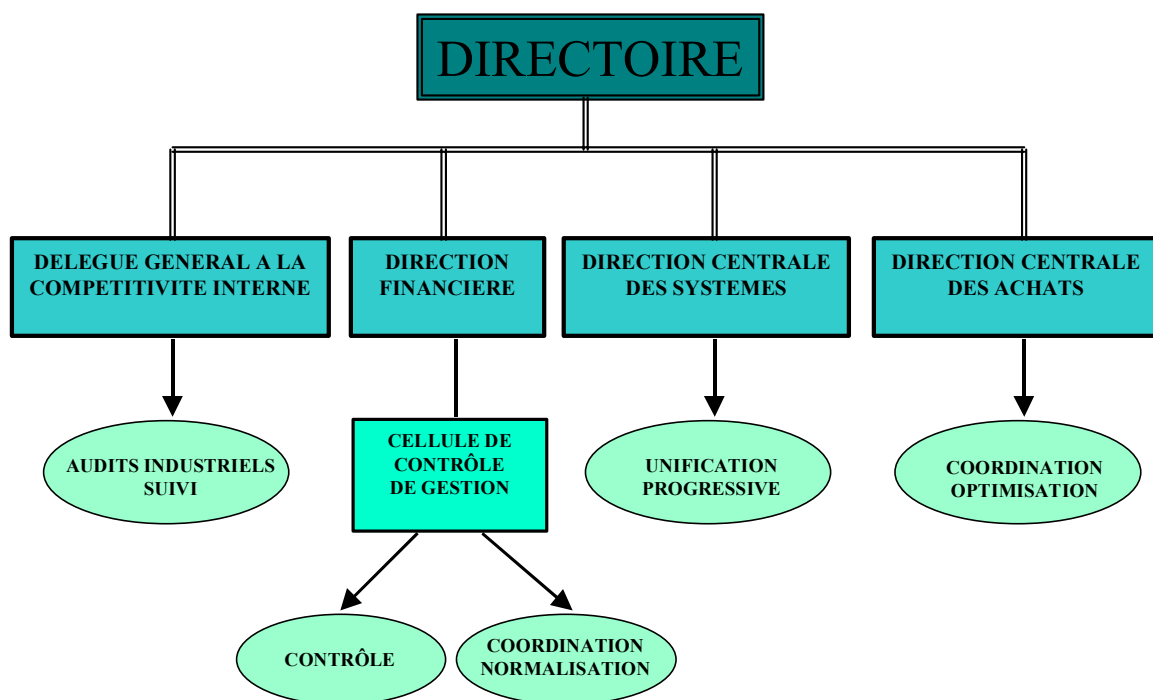 DIRECTOIRE
DELEGUE GENERAL A LA
COMPETITIVITE INTERNE
DIRECTION
FINANCIERE
DIRECTION CENTRALE
DES SYSTEMES
DIRECTION CENTRALE
DES ACHATS
AUDITS INDUSTRIELS
SUIVI
CELLULE DE
CONTRÔLE
DE GESTION
UNIFICATION
PROGRESSIVE
COORDINATION
OPTIMISATION
CONTRÔLE
COORDINATION
NORMALISATION